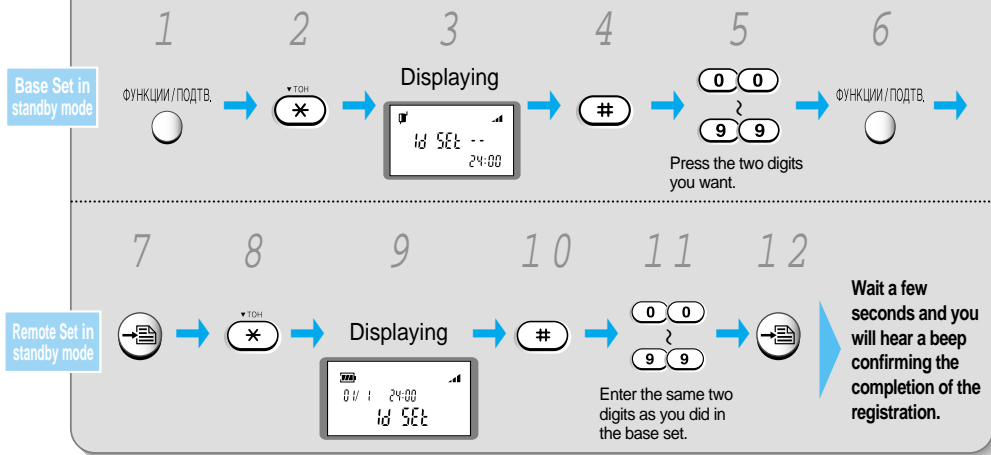 1 2 3 4 5 6
Base Set in
standby mode
ФУНКЦИИ/ПОДТВ.
▼ ТОН
*
Displaying
Id SEt --
24:00
#
0 0
~
9 9
Press the two digits
you want.
ФУНКЦИИ/ПОДТВ.
7 8 9 10 11 12
Remote Set in
standby mode
▼ ТОН
*
Displaying
01/ 1 24:00
Id SEt
#
0 0
~
9 9
Enter the same two
digits as you did in
the base set.
Wait a few
seconds and you
will hear a beep
confirming the
completion of the
registration.